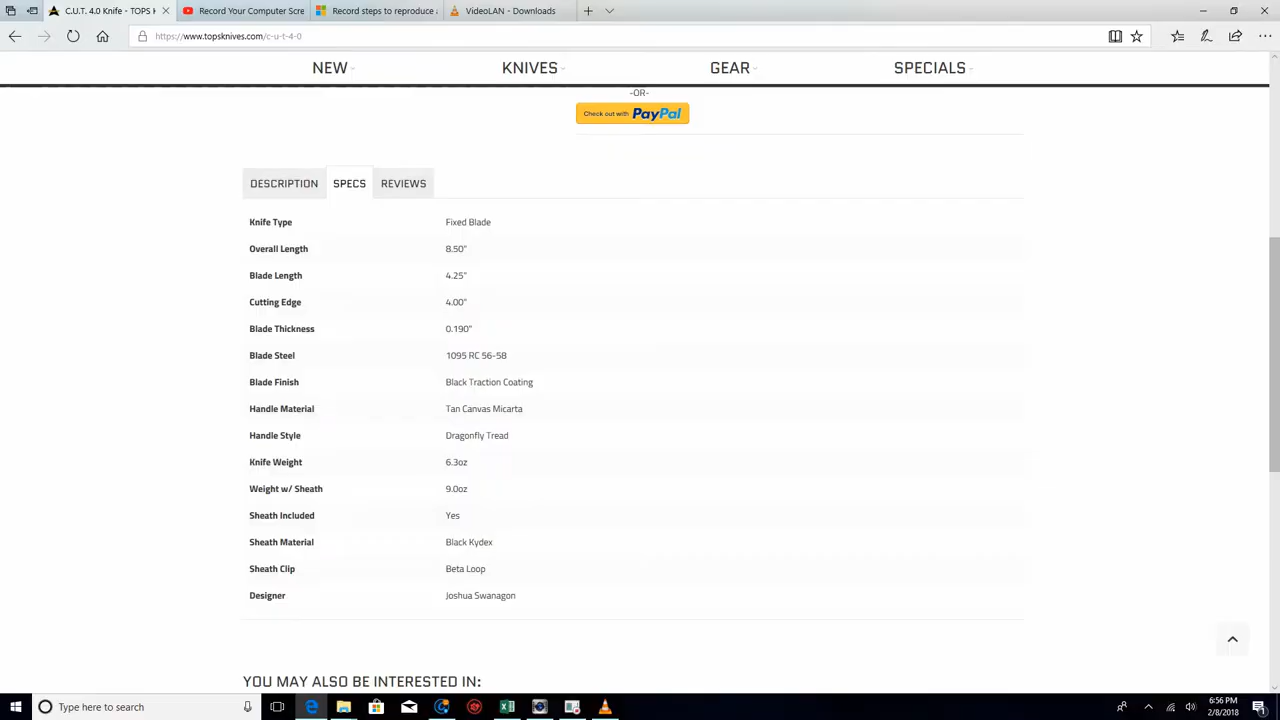 C.U.T. 4.0 Knife - TOPS K
Record Your Computer Scre
Record steps to reproduce a
VideoLAN - Downloads
https://www.topsknives.com/c-u-t-4-0
NEW KNIVES GEAR SPECIALS
-OR-
Check out with PayPal
DESCRIPTION SPECS REVIEWS
Knife Type Fixed Blade
Overall Length 8.50"
Blade Length 4.25"
Cutting Edge 4.00"
Blade Thickness 0.190"
Blade Steel 1095 RC 56-58
Blade Finish Black Traction Coating
Handle Material Tan Canvas Micarta
Handle Style Dragonfly Tread
Knife Weight 6.3oz
Weight w/ Sheath 9.0oz
Sheath Included Yes
Sheath Material Black Kydex
Sheath Clip Beta Loop
Designer Joshua Swanagon
YOU MAY ALSO BE INTERESTED IN:
Type here to search
6:56 PM
2/8/2018